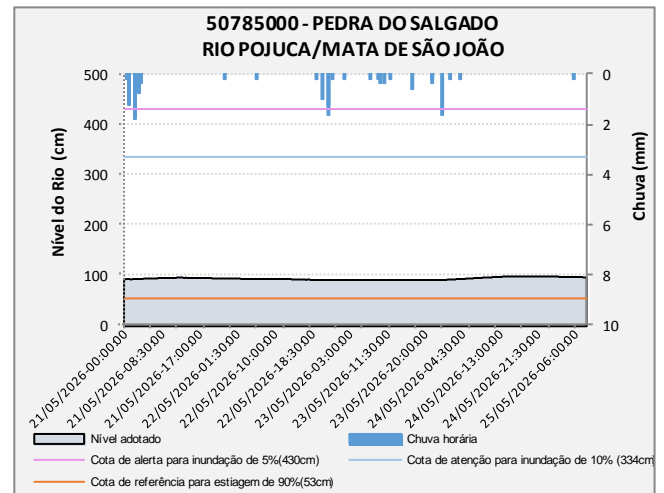 50785000 - PEDRA DO SALGADO
RIO POJUCA/MATA DE SÃO JOÃO
Nível do Rio (cm)
500
400
300
200
100
0
Chuva (mm)
0
2
4
6
8
10
21/05/2026-00:00:00
21/05/2026-08:30:00
21/05/2026-17:00:00
22/05/2026-01:30:00
22/05/2026-10:00:00
22/05/2026-18:30:00
23/05/2026-03:00:00
23/05/2026-11:30:00
23/05/2026-20:00:00
24/05/2026-04:30:00
24/05/2026-13:00:00
24/05/2026-21:30:00
25/05/2026-06:00:00
Nível adotado
Chuva horária
Cota de alerta para inundação de 5%(430cm)
Cota de atenção para inundação de 10% (334cm)
Cota de referência para estiagem de 90%(53cm)